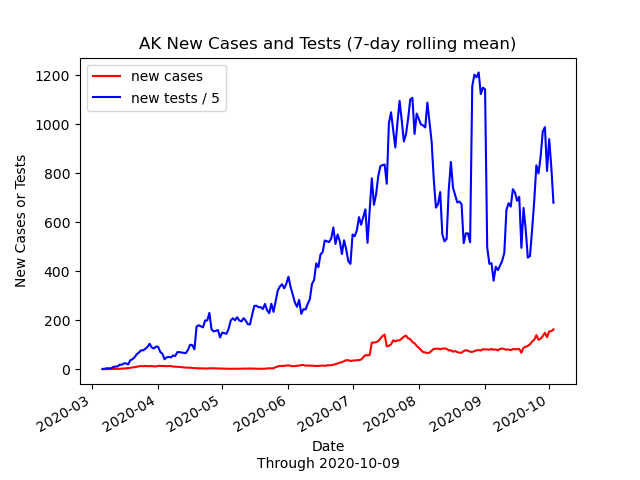 AK New Cases and Tests (7-day rolling mean)
new cases
new tests / 5
New Cases or Tests
1200
1000
800
600
400
200
0
2020-03
2020-04
2020-05
2020-06
2020-07
2020-08
2020-09
2020-10
Date
Through 2020-10-09